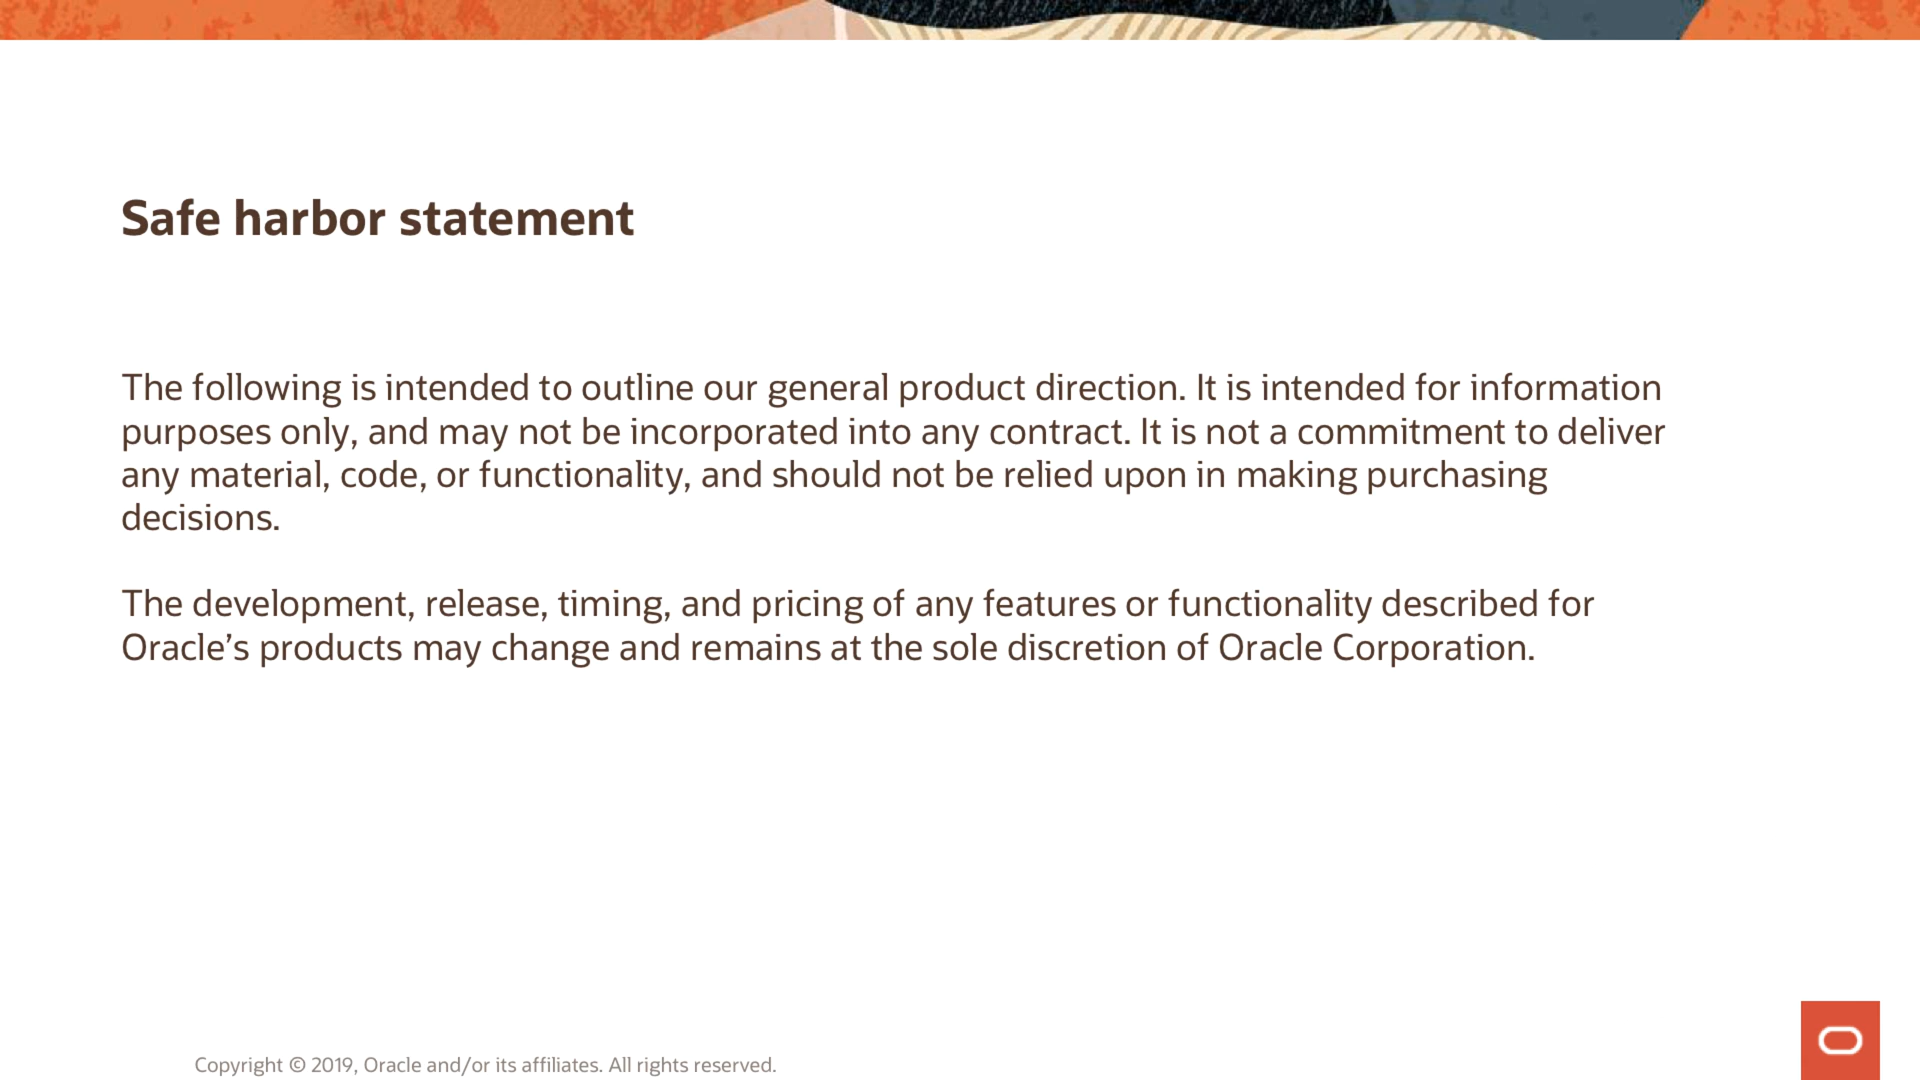 Safe harbor statement
The following is intended to outline our general product direction. It is intended for information
purposes only, and may not be incorporated into any contract. It is not a commitment to deliver
any material, code, or functionality, and should not be relied upon in making purchasing
decisions.
The development, release, timing, and pricing of any features or functionality described for
Oracle’s products may change and remains at the sole discretion of Oracle Corporation.
Copyright © 2019, Oracle and/or its affiliates. All rights reserved.